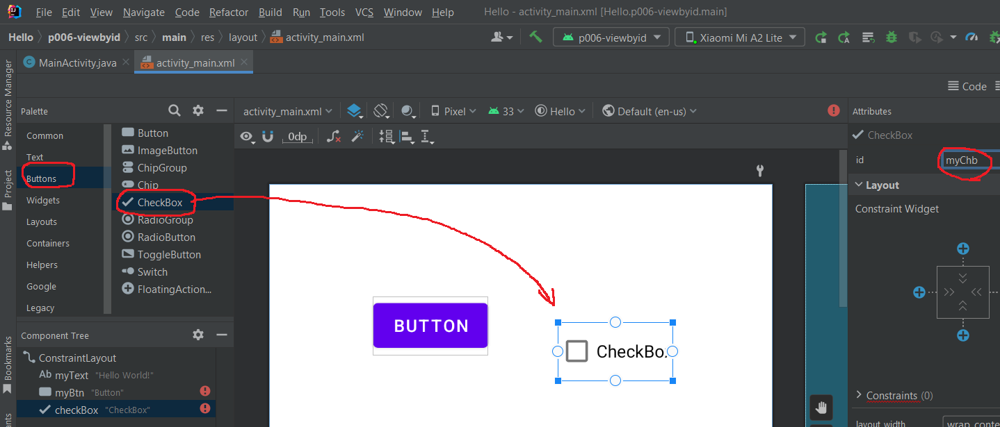 File Edit View Navigate Code Refactor Build Run Tools VCS Window Help Hello - activity_main.xml [Hello.p006-viewbyid.main]
Hello p006-viewbyid src main res layout activity_main.xml p006-viewbyid Xiaomi Mi A2 Lite
MainActivity.java activity_main.xml
Code
Resource Manager
Project
Bookmarks
Palette
Common
Text
Buttons
Widgets
Layouts
Containers
Helpers
Google
Legacy
Button
ImageButton
ChipGroup
Chip
CheckBox
RadioGroup
RadioButton
ToggleButton
Switch
FloatingAction...
activity_main.xml Pixel 33 Hello Default (en-us)
0dp
BUTTON
CheckBox
Component Tree
ConstraintLayout
Ab myText "Hello World!"
myBtn "Button"
checkBox "CheckBox"
Attributes
CheckBox
id myChb
Layout
Constraint Widget
Constraints (0)
layout_width wrap_conte